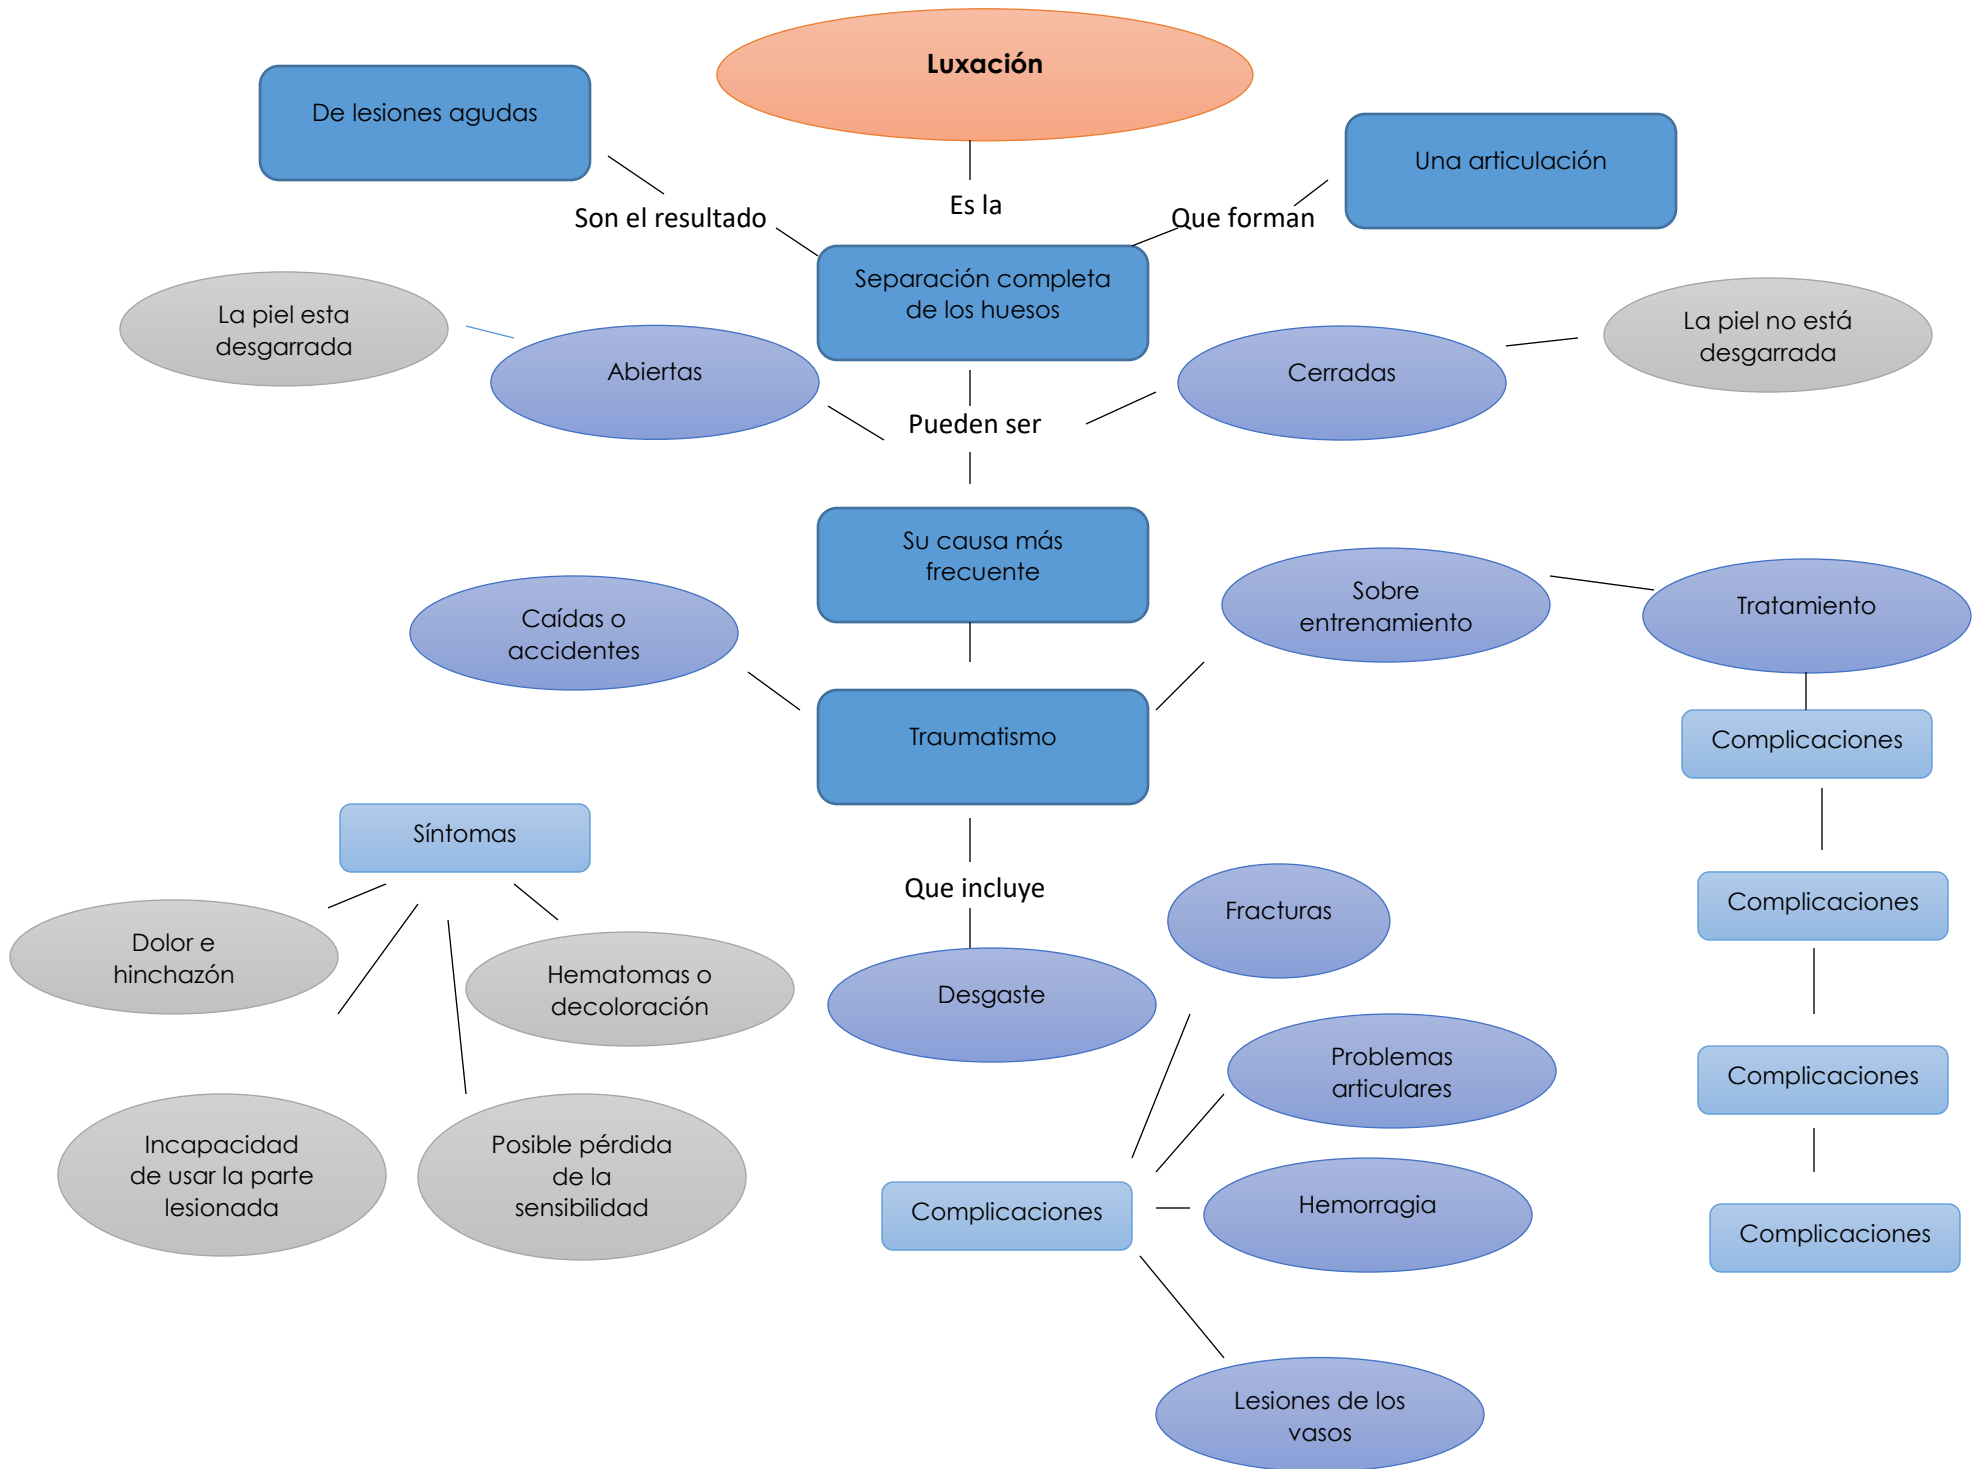 Luxación
De lesiones agudas
Una articulación
Es la
Son el resultado
Que forman
Separación completa
de los huesos
La piel esta
desgarrada
Abiertas
Cerradas
La piel no está
desgarrada
Pueden ser
Su causa más
frecuente
Caídas o
accidentes
Sobre
entrenamiento
Tratamiento
Traumatismo
Complicaciones
Síntomas
Que incluye
Fracturas
Complicaciones
Dolor e
hinchazón
Hematomas o
decoloración
Desgaste
Problemas
articulares
Complicaciones
Incapacidad
de usar la parte
lesionada
Posible pérdida
de la
sensibilidad
Complicaciones
Hemorragia
Complicaciones
Lesiones de los
vasos